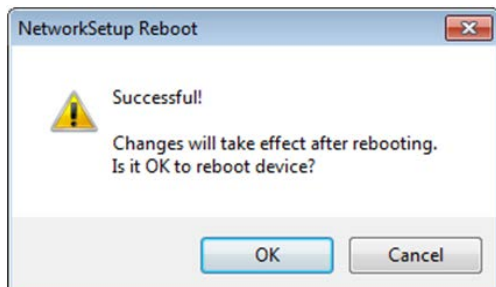 NetworkSetup Reboot
Successful!
Changes will take effect after rebooting.
Is it OK to reboot device?
OK
Cancel